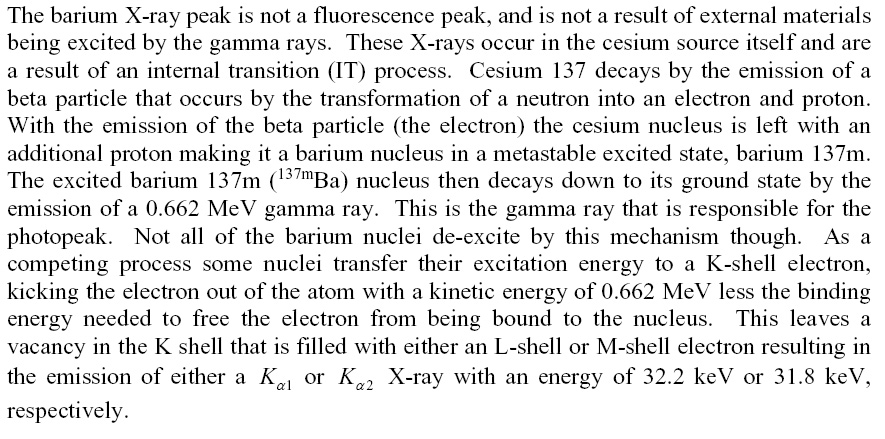 The barium X-ray peak is not a fluorescence peak, and is not a result of external materials
being excited by the gamma rays.  These X-rays occur in the cesium source itself and are
a result of an internal transition (IT) process.  Cesium 137 decays by the emission of a
beta particle that occurs by the transformation of a neutron into an electron and proton.
With the emission of the beta particle (the electron) the cesium nucleus is left with an
additional proton making it a barium nucleus in a metastable excited state, barium 137m.
The excited barium 137m (¹³⁷ᵐBa) nucleus then decays down to its ground state by the
emission of a 0.662 MeV gamma ray.  This is the gamma ray that is responsible for the
photopeak.  Not all of the barium nuclei de-excite by this mechanism though.  As a
competing process some nuclei transfer their excitation energy to a K-shell electron,
kicking the electron out of the atom with a kinetic energy of 0.662 MeV less the binding
energy needed to free the electron from being bound to the nucleus.  This leaves a
vacancy in the K shell that is filled with either an L-shell or M-shell electron resulting in
the emission of either a Kα1 or Kα2 X-ray with an energy of 32.2 keV or 31.8 keV,
respectively.